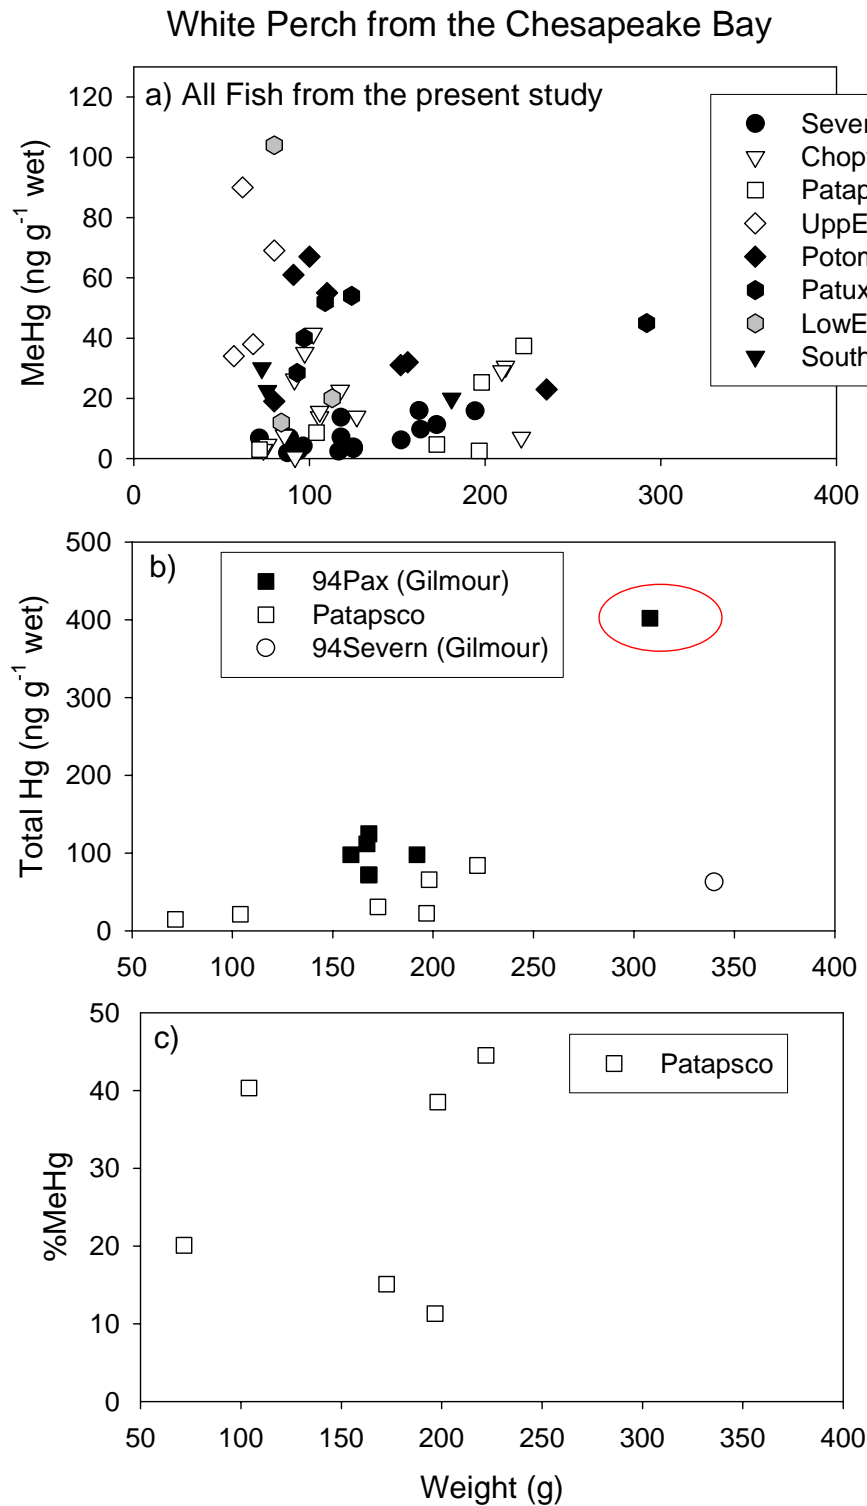 White Perch from the Chesapeake Bay
a) All Fish from the present study
MeHg (ng g⁻¹ wet)
120
100
80
60
40
20
0
0 100 200 300 400
Sever
Chop
Patap
UppE
Poton
Patux
LowE
South
b)
Total Hg (ng g⁻¹ wet)
500
400
300
200
100
0
50 100 150 200 250 300 350 400
94Pax (Gilmour)
Patapsco
94Severn (Gilmour)
c)
%MeHg
50
40
30
20
10
0
50 100 150 200 250 300 350 400
Patapsco
Weight (g)